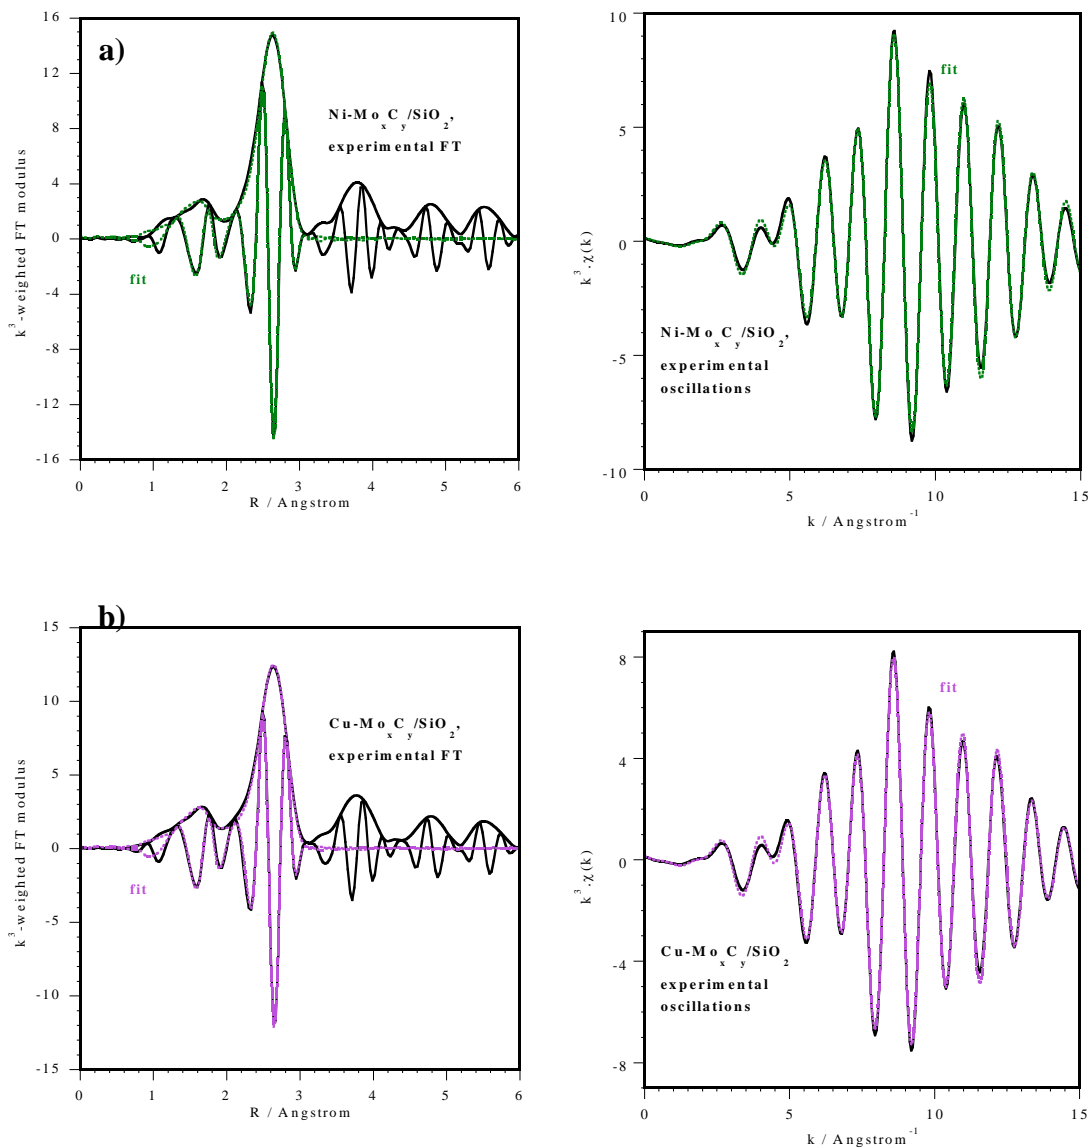 a)
16
12
8
4
0
-4
-8
-12
-16
k³-weighted FT modulus
Ni-MoₓCᵧ/SiO₂,
experimental FT
fit
0 1 2 3 4 5 6
R / Angstrom
10
5
0
-5
-10
k³.χ(k)
fit
Ni-MoₓCᵧ/SiO₂,
experimental
oscillations
0 5 10 15
k / Angstrom⁻¹
b)
15
10
5
0
-5
-10
-15
k³-weighted FT modulus
Cu-MoₓCᵧ/SiO₂,
experimental FT
fit
0 1 2 3 4 5 6
R / Angstrom
8
4
0
-4
-8
k³.χ(k)
fit
Cu-MoₓCᵧ/SiO₂
experimental
oscillations
0 5 10 15
k / Angstrom⁻¹